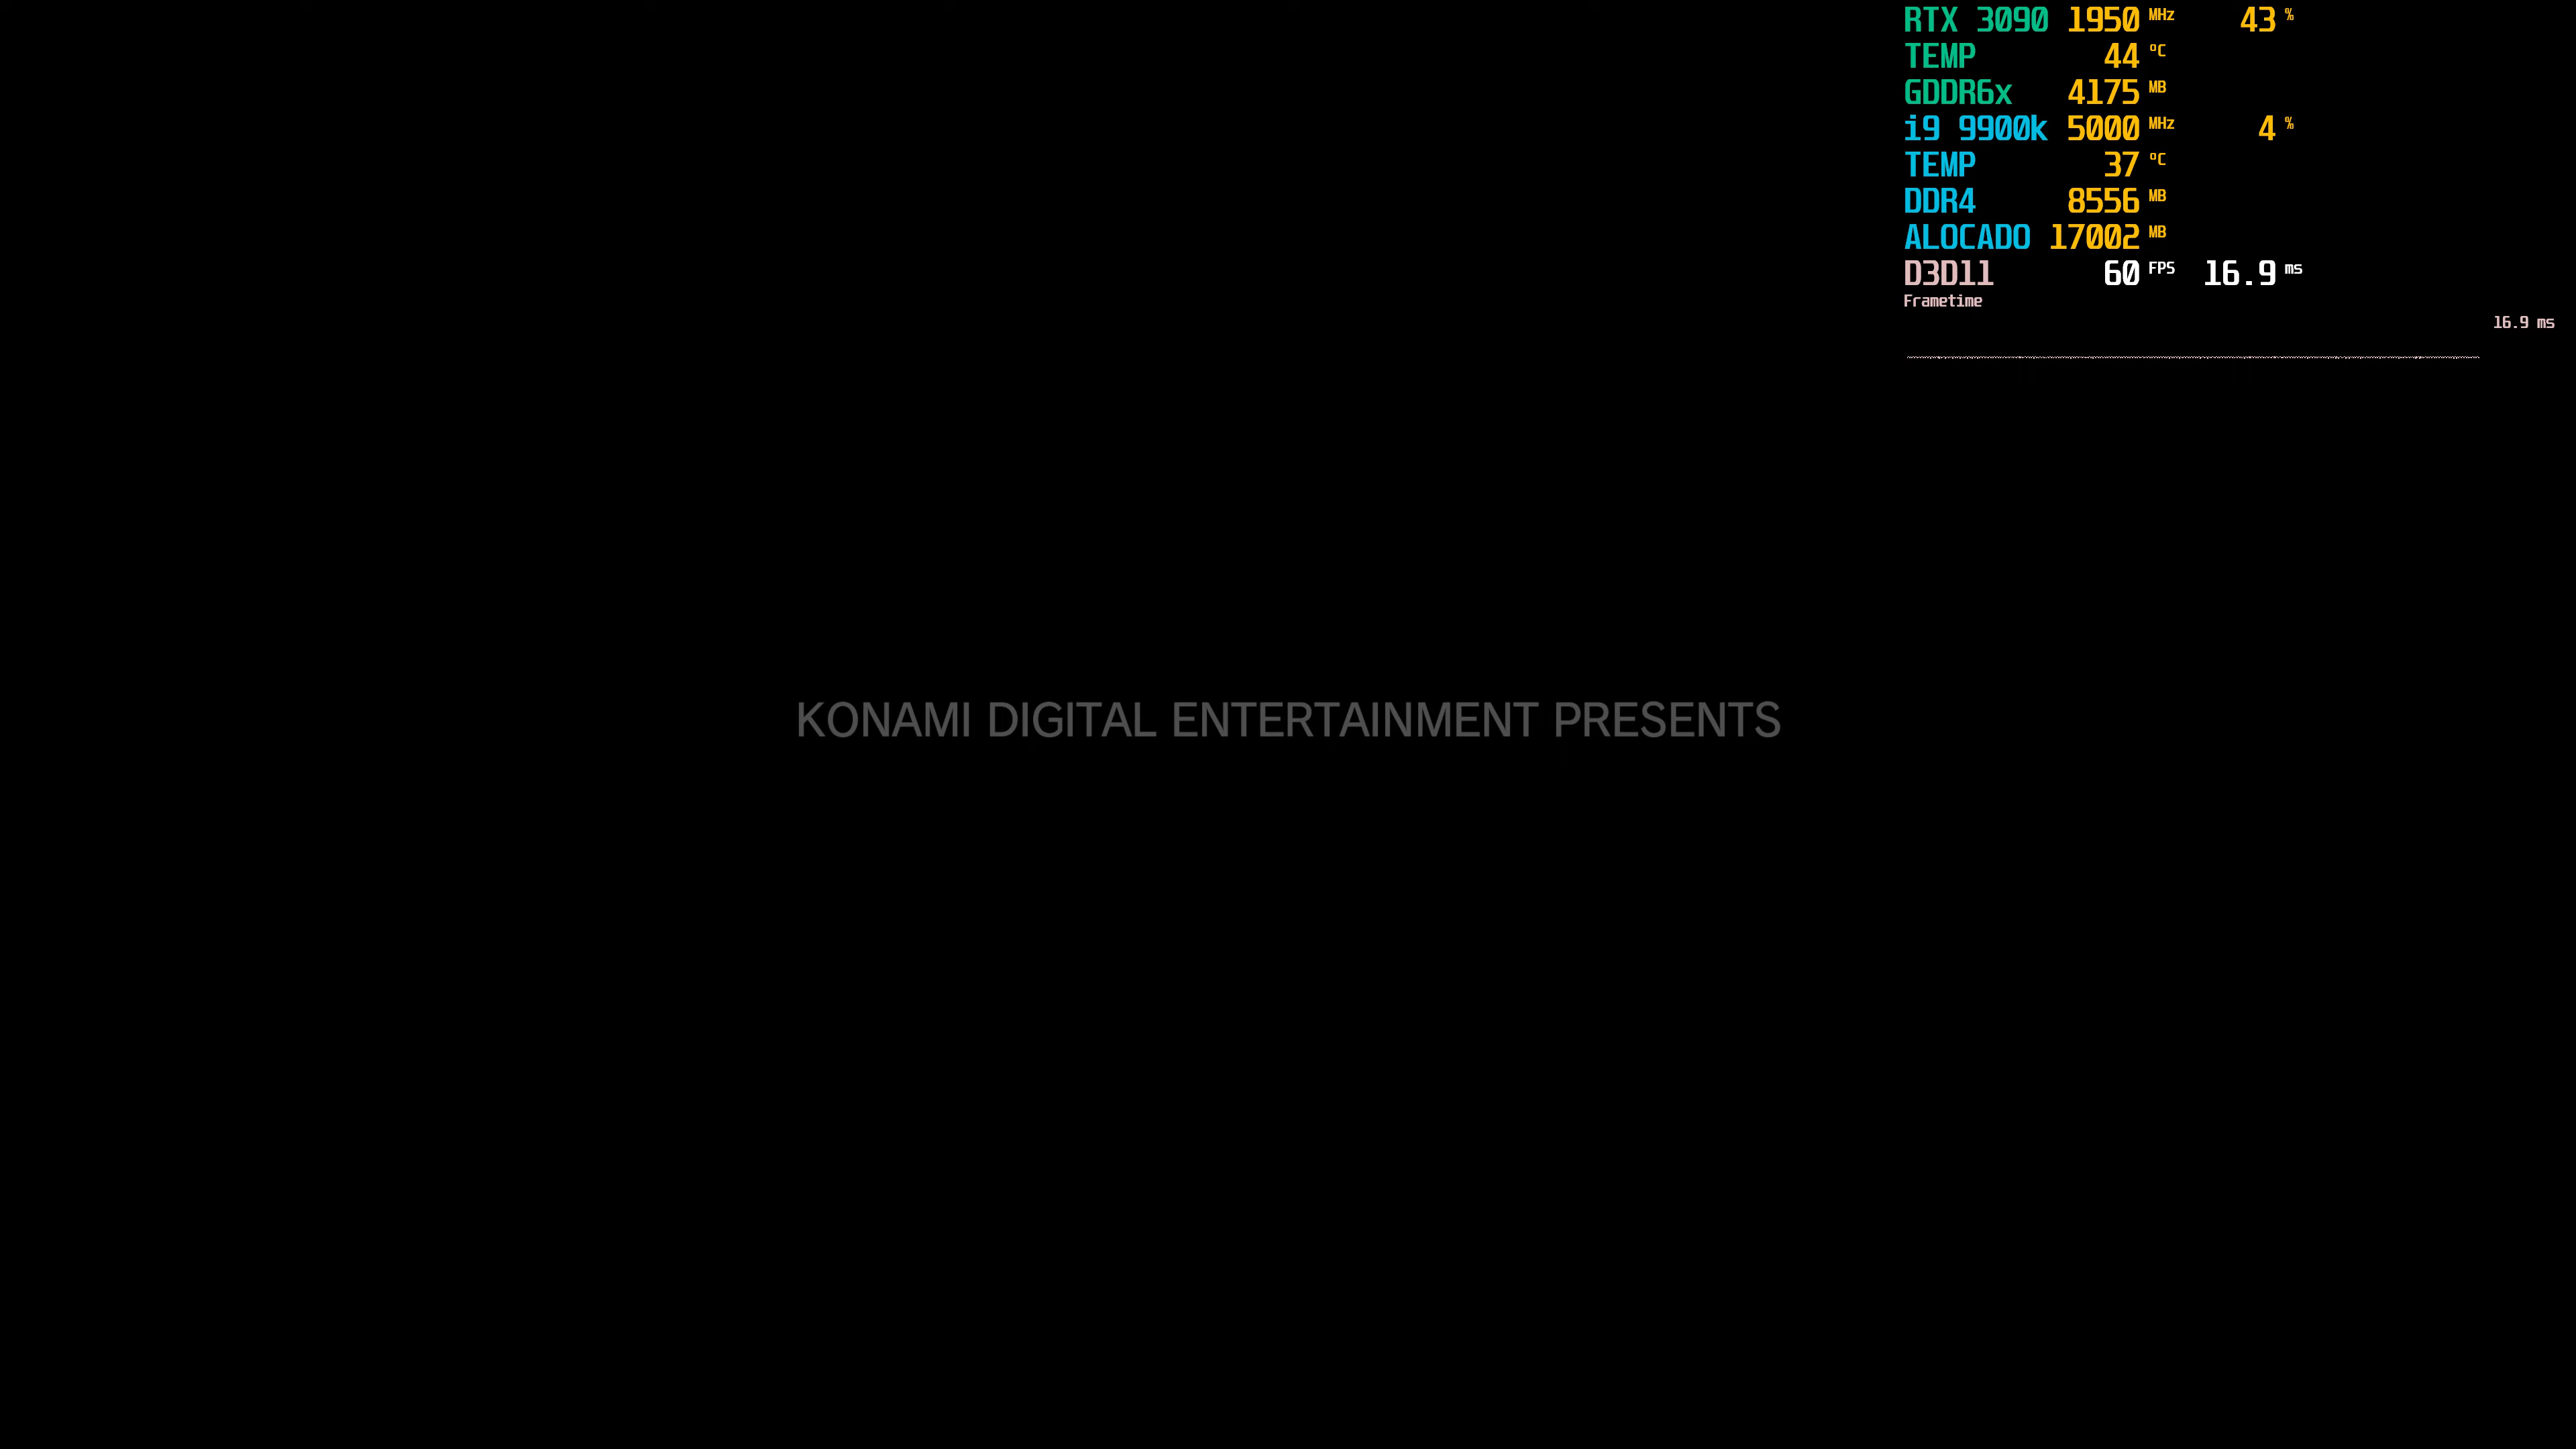 RTX 3090 1950 MHz 43 %
TEMP 44 °C
GDDR6x 4175 MB
i9 9900k 5000 MHz 4 %
TEMP 37 °C
DDR4 8556 MB
ALOCADO 17002 MB
D3D11 60 FPS 16.9 ms
Frametime
16.9 ms
KONAMI DIGITAL ENTERTAINMENT PRESENTS